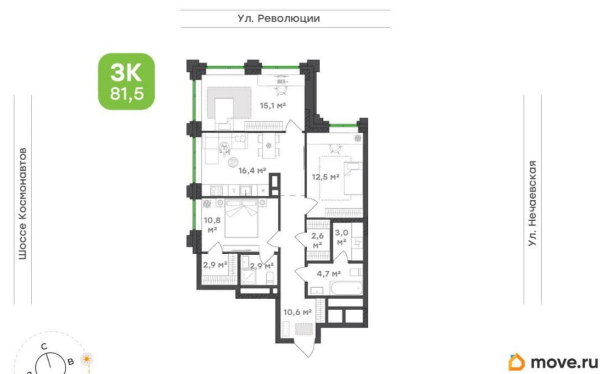 Ул. Революции
3К
81,5
15,1 м²
16,4 м²
12,5 м²
10,8 м²
2,6 м²
3,0 м²
2,9 м²
2,9 м²
4,7 м²
10,6 м²
Шоссе Космонавтов
Ул. Нечаевская
С
В
move.ru